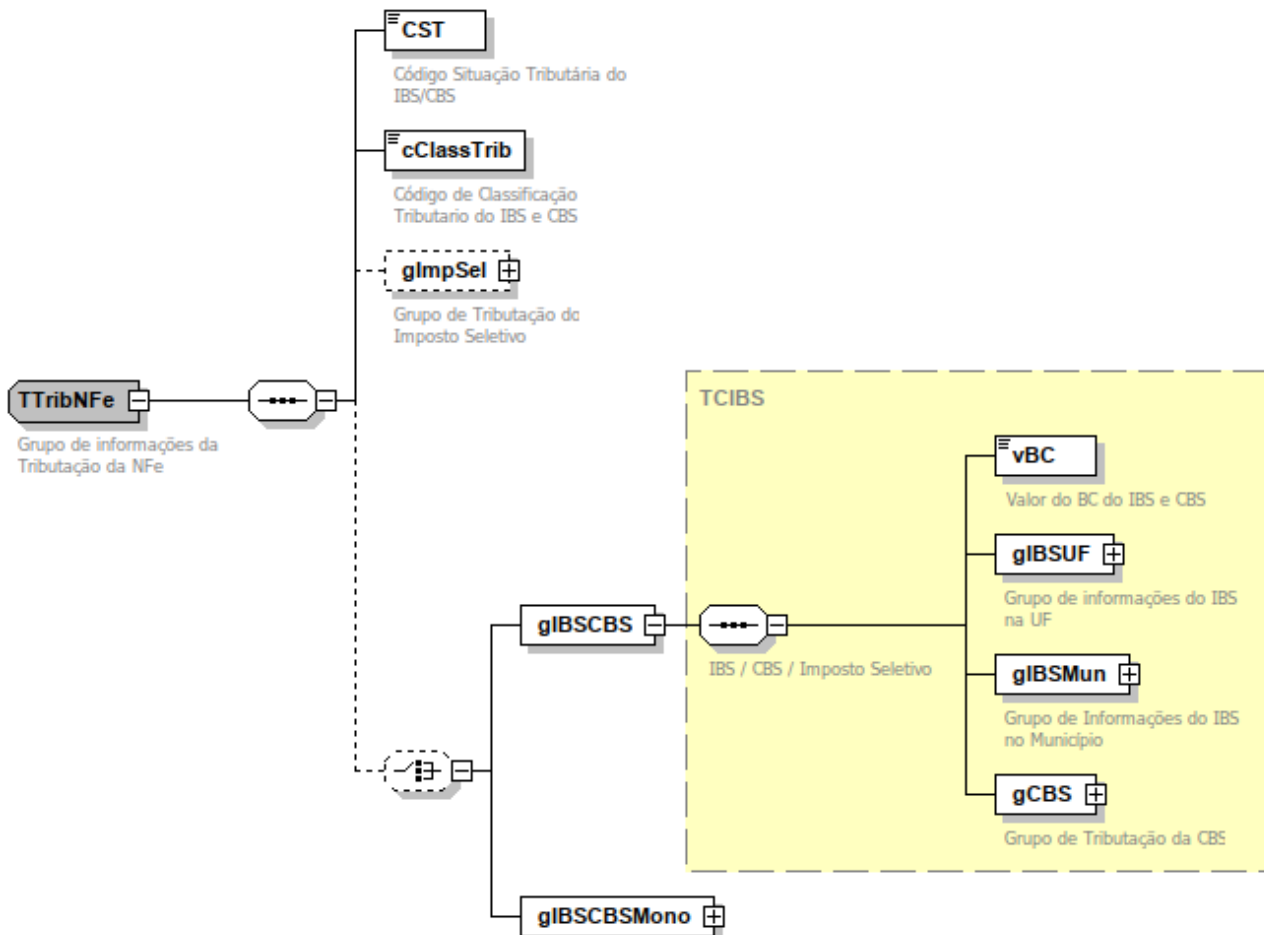 CST
Código Situação Tributária do
IBS/CBS
cClassTrib
Código de Classificação
Tributario do IBS e CBS
gImpSel
Grupo de Tributação do
Imposto Seletivo
TTribNFe
Grupo de informações da
Tributação da NFe
TCIBS
vBC
Valor do BC do IBS e CBS
gIBSUF
Grupo de informações do IBS
na UF
gIBSCBS
IBS / CBS / Imposto Seletivo
gIBSMun
Grupo de Informações do IBS
no Município
gCBS
Grupo de Tributação da CBS
gIBSCBSMono